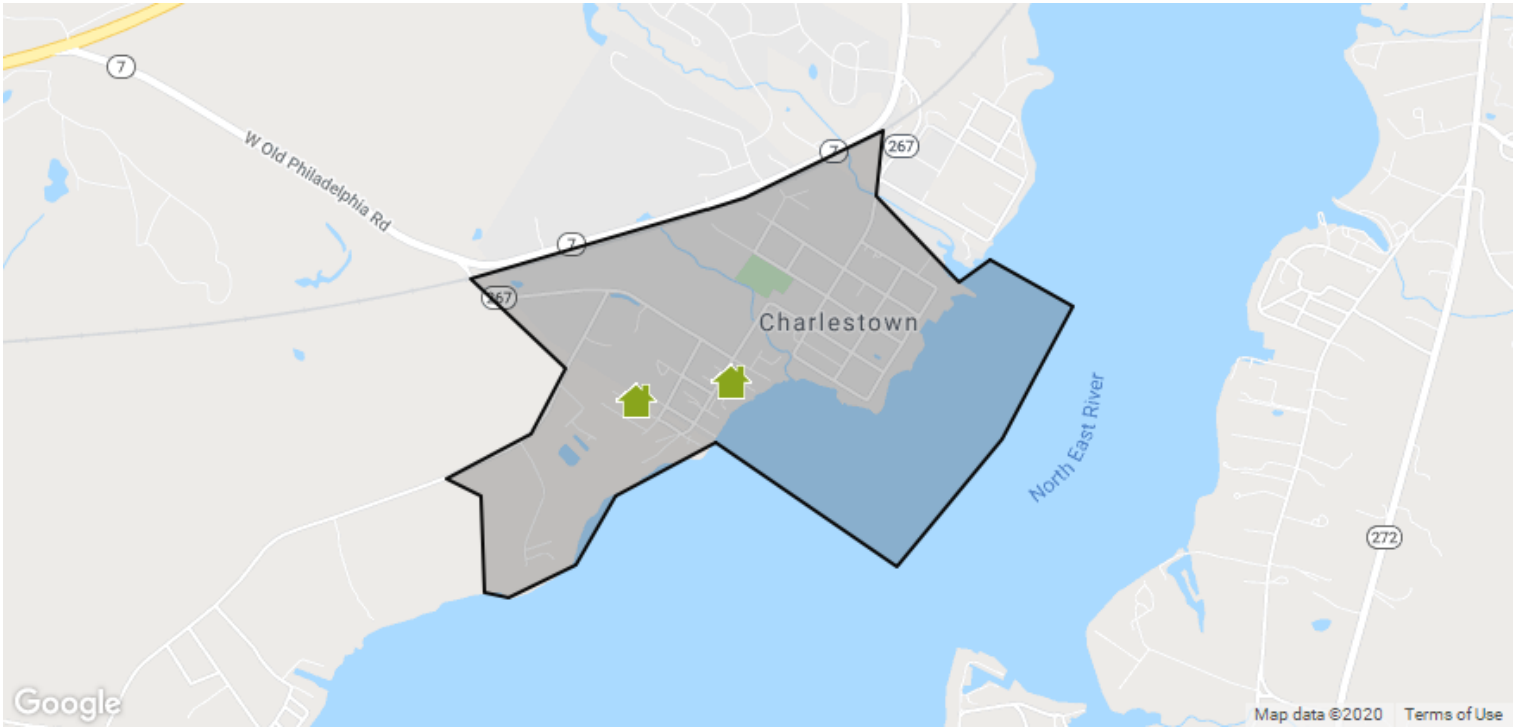 7
W Old Philadelphia Rd
7
267
7
267
Charlestown
North East River
272
Google
Map data ©2020 Terms of Use